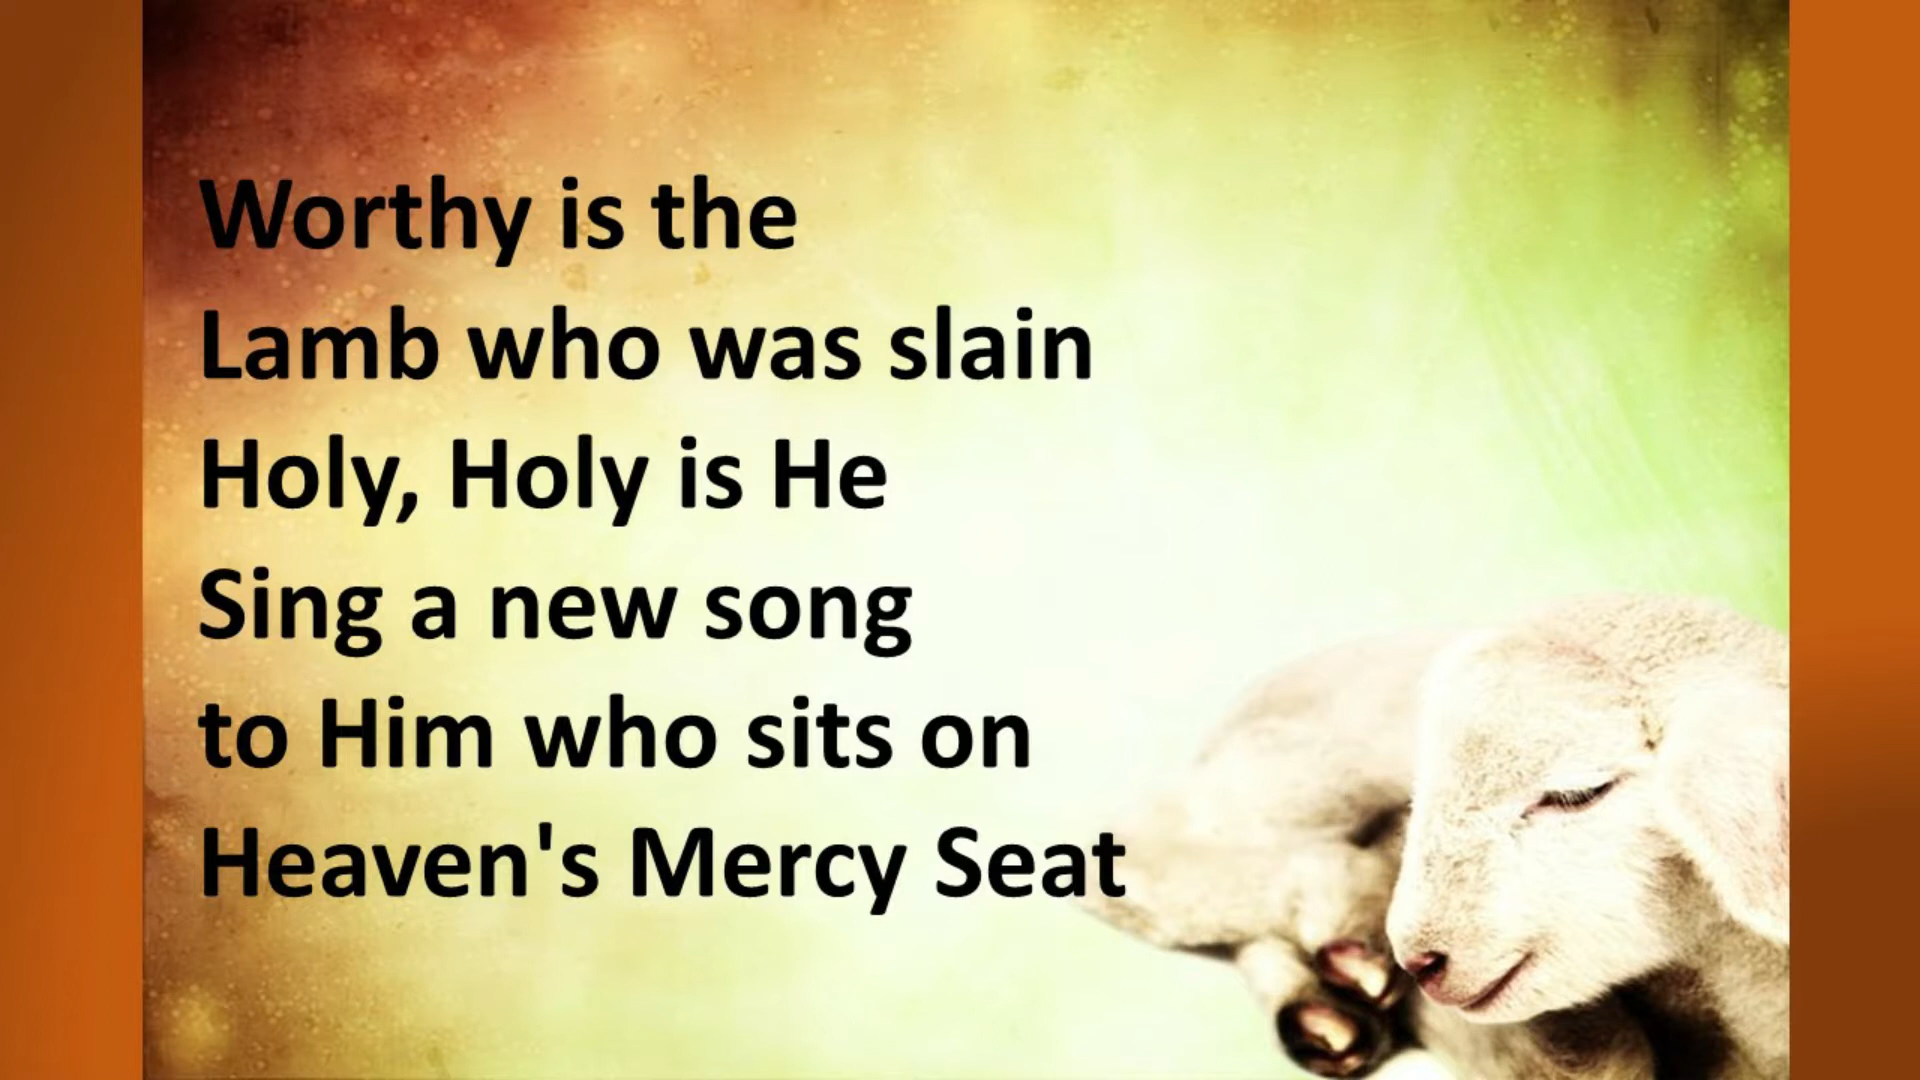 Worthy is the
Lamb who was slain
Holy, Holy is He
Sing a new song
to Him who sits on
Heaven's Mercy Seat